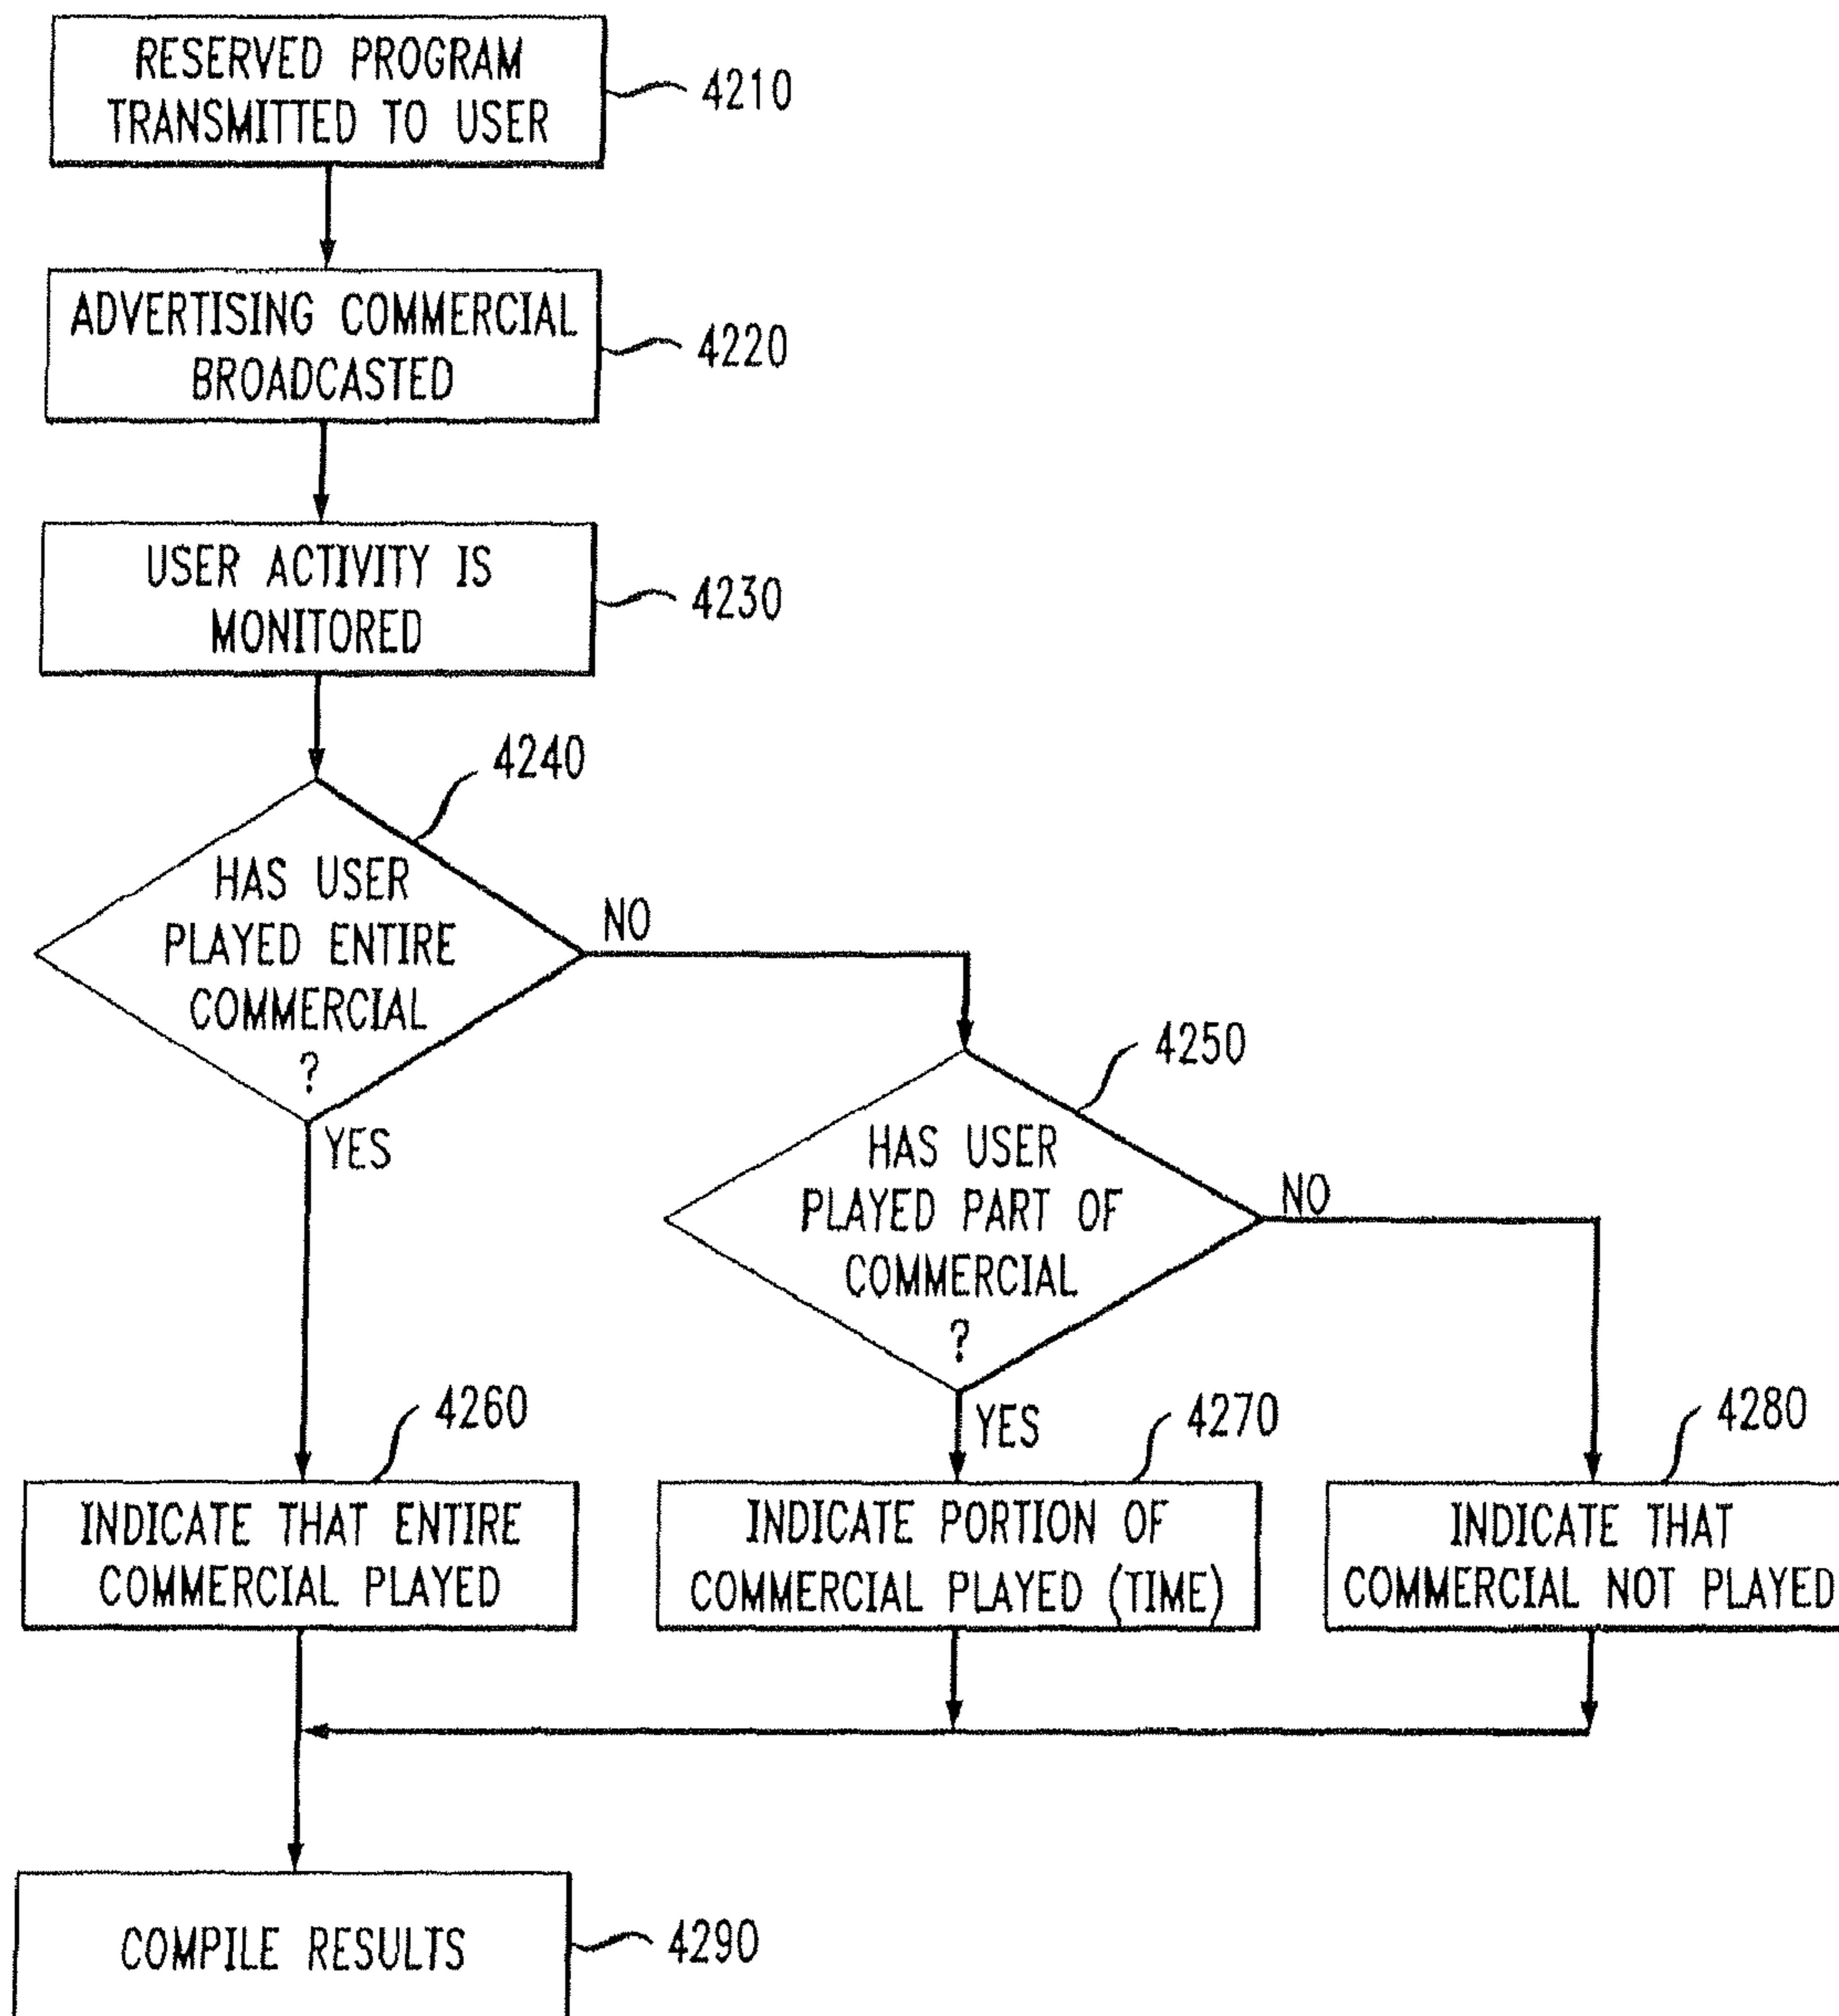 RESERVED PROGRAM
TRANSMITTED TO USER
4210
ADVERTISING COMMERCIAL
BROADCASTED
4220
USER ACTIVITY IS
MONITORED
4230
4240
HAS USER
PLAYED ENTIRE
COMMERCIAL
?
NO
YES
4250
HAS USER
PLAYED PART OF
COMMERCIAL
?
NO
YES
4260
INDICATE THAT ENTIRE
COMMERCIAL PLAYED
4270
INDICATE PORTION OF
COMMERCIAL PLAYED (TIME)
4280
INDICATE THAT
COMMERCIAL NOT PLAYED
COMPILE RESULTS
4290